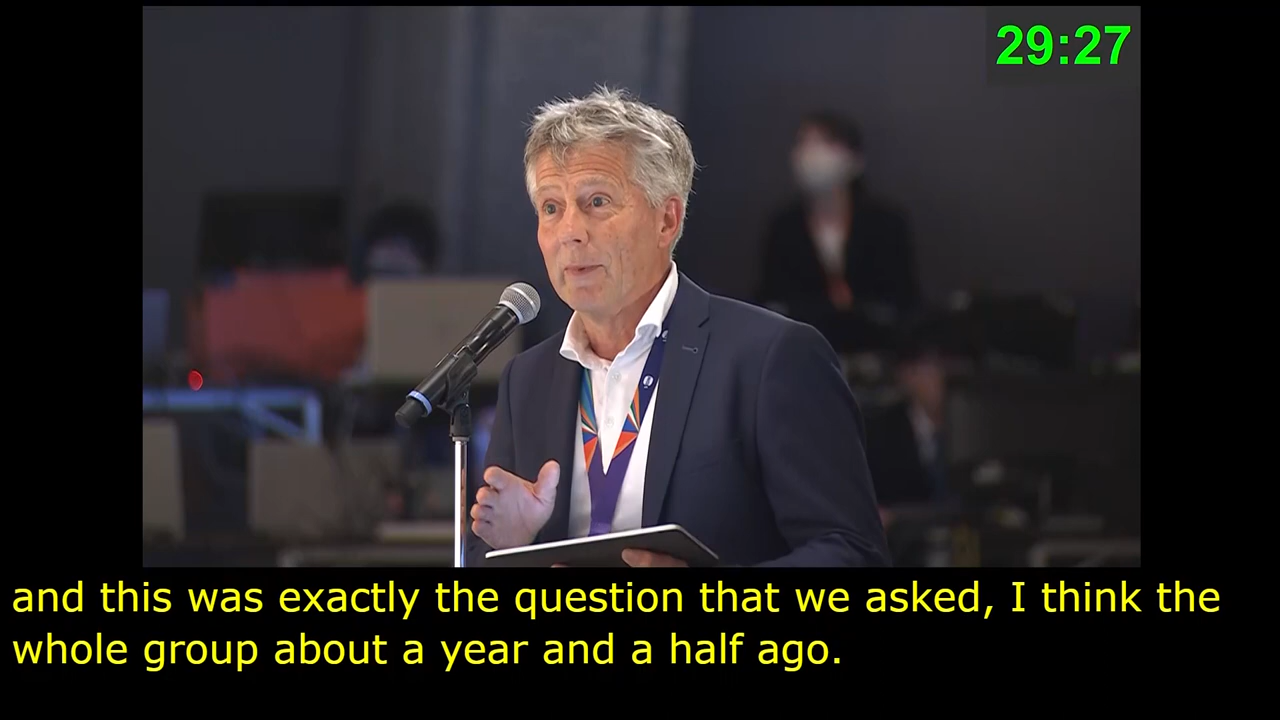 29:27
and this was exactly the question that we asked, I think the
whole group about a year and a half ago.